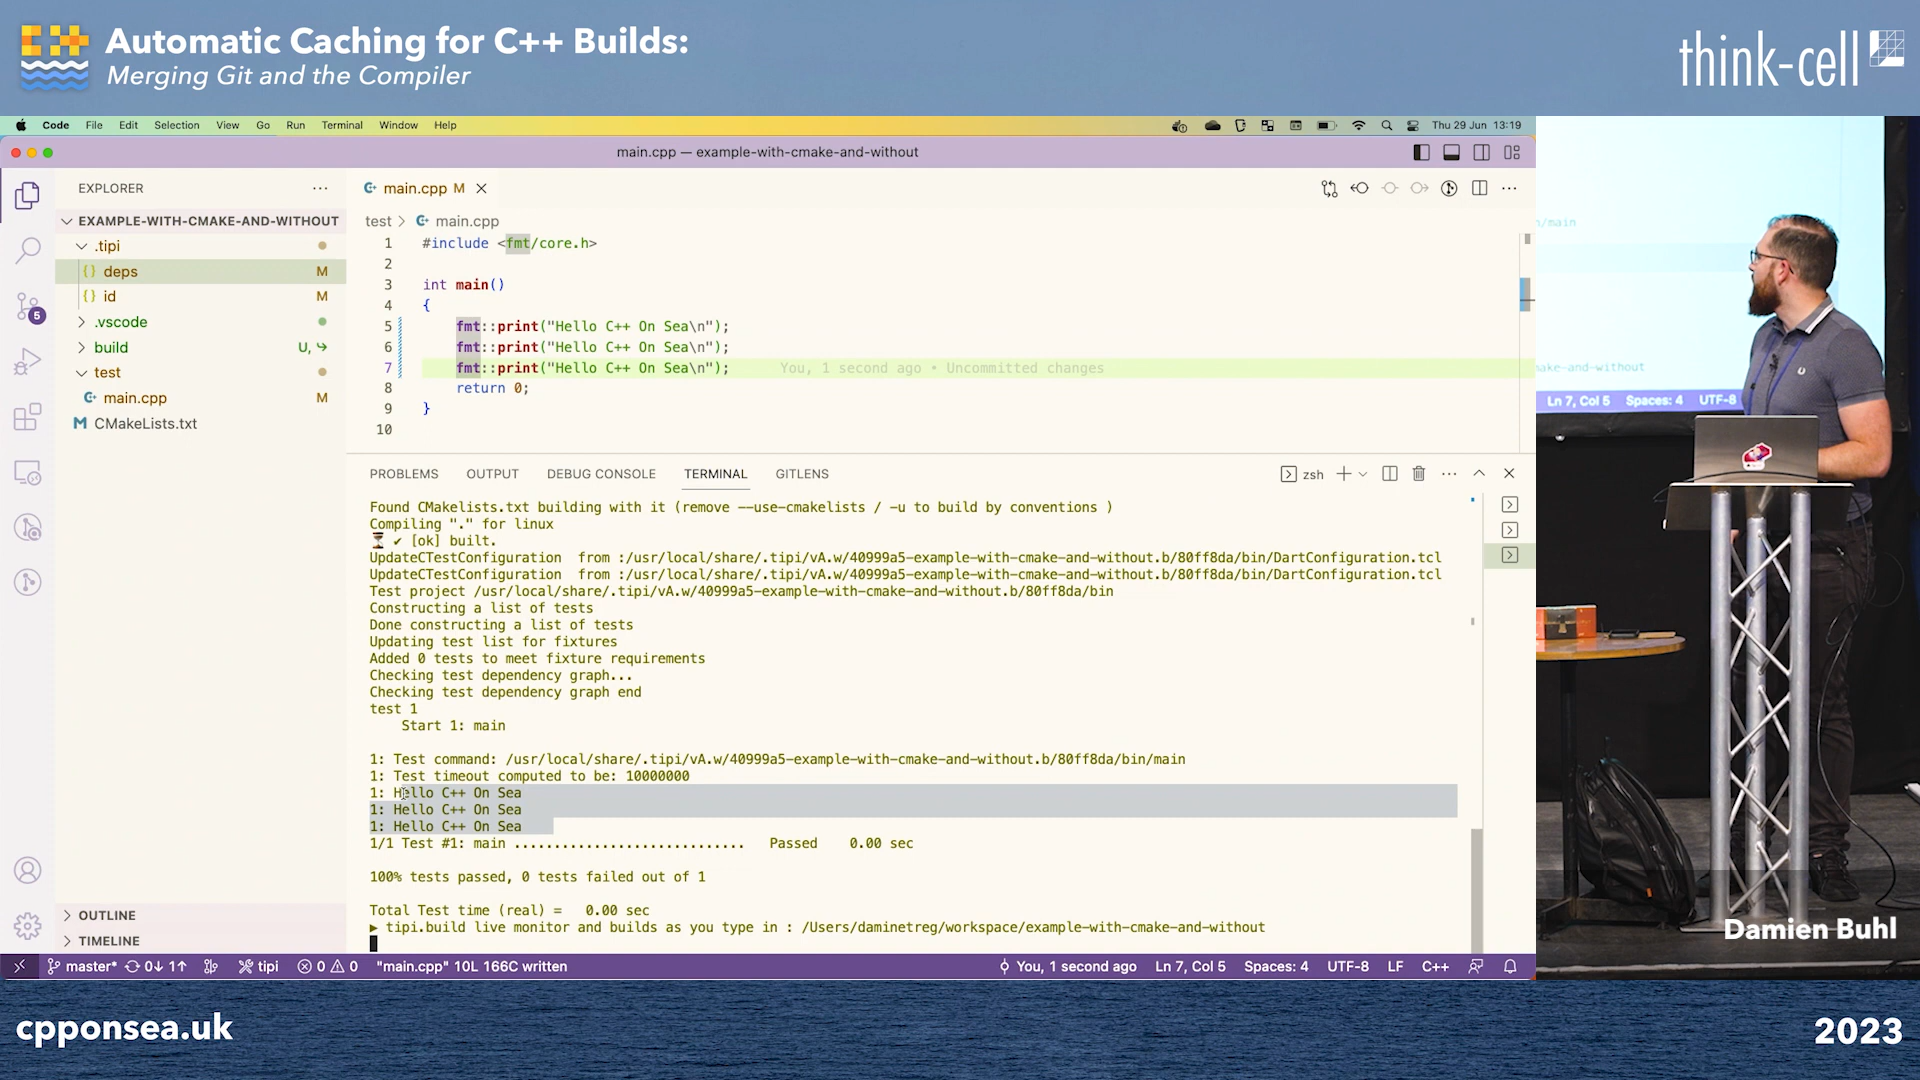 Automatic Caching for C++ Builds:
Merging Git and the Compiler
think-cell
Code File Edit Selection View Go Run Terminal Window Help
Thu 29 Jun 13:19
main.cpp — example-with-cmake-and-without
EXPLORER
EXAMPLE-WITH-CMAKE-AND-WITHOUT
.tipi
{} deps M
{} id M
.vscode
build U,
test
main.cpp M
M CMakeLists.txt
OUTLINE
TIMELINE
5
main.cpp M
test > main.cpp
1 #include <fmt/core.h>
2
3 int main()
4 {
5 fmt::print("Hello C++ On Sea\n");
6 fmt::print("Hello C++ On Sea\n");
7 fmt::print("Hello C++ On Sea\n"); You, 1 second ago • Uncommitted changes
8 return 0;
9 }
10
PROBLEMS OUTPUT DEBUG CONSOLE TERMINAL GITLENS
zsh
Found CMakelists.txt building with it (remove --use-cmakelists / -u to build by conventions )
Compiling "." for linux
⏳ ✔ [ok] built.
UpdateCTestConfiguration from :/usr/local/share/.tipi/vA.w/40999a5-example-with-cmake-and-without.b/80ff8da/bin/DartConfiguration.tcl
UpdateCTestConfiguration from :/usr/local/share/.tipi/vA.w/40999a5-example-with-cmake-and-without.b/80ff8da/bin/DartConfiguration.tcl
Test project /usr/local/share/.tipi/vA.w/40999a5-example-with-cmake-and-without.b/80ff8da/bin
Constructing a list of tests
Done constructing a list of tests
Updating test list for fixtures
Added 0 tests to meet fixture requirements
Checking test dependency graph...
Checking test dependency graph end
test 1
Start 1: main
1: Test command: /usr/local/share/.tipi/vA.w/40999a5-example-with-cmake-and-without.b/80ff8da/bin/main
1: Test timeout computed to be: 10000000
1: Hello C++ On Sea
1: Hello C++ On Sea
1: Hello C++ On Sea
1/1 Test #1: main ............................. Passed 0.00 sec
100% tests passed, 0 tests failed out of 1
Total Test time (real) = 0.00 sec
▶ tipi.build live monitor and builds as you type in : /Users/daminetreg/workspace/example-with-cmake-and-without
master* 0↓ 1↑ tipi 0 0 "main.cpp" 10L 166C written
You, 1 second ago Ln 7, Col 5 Spaces: 4 UTF-8 LF C++
/main
ake-and-without
Ln 7, Col 5 Spaces: 4 UTF-8
Damien Buhl
cpponsea.uk
2023